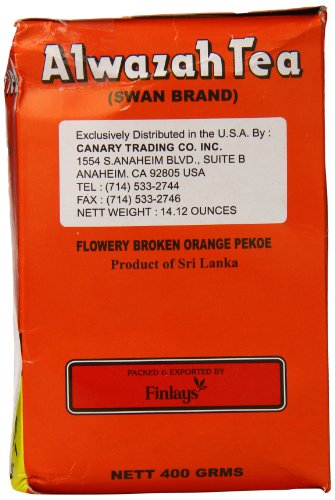 Alwazah Tea
(SWAN BRAND)
Exclusively Distributed in the U.S.A. By :
CANARY TRADING CO. INC.
1554 S.ANAHEIM BLVD., SUITE B
ANAHEIM. CA 92805 USA
TEL : (714) 533-2744
FAX : (714) 533-2746
NETT WEIGHT : 14.12 OUNCES
FLOWERY BROKEN ORANGE PEKOE
Product of Sri Lanka
PACKED & EXPORTED BY
Finlays
NETT 400 GRMS